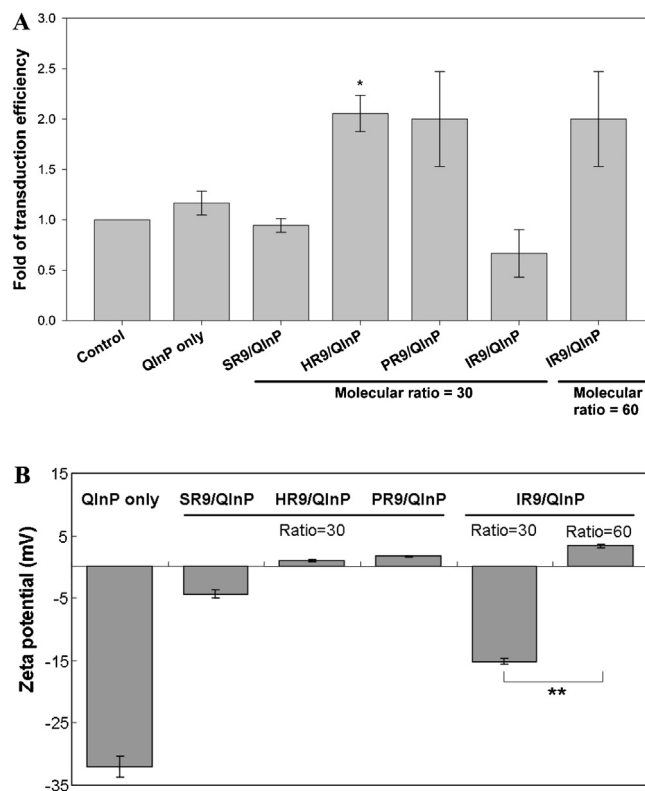 A
Fold of transduction efficiency
3.0
2.5
2.0
1.5
1.0
0.5
0.0
*
Control
QInP only
SR9/QInP
HR9/QInP
PR9/QInP
IR9/QInP
IR9/QInP
Molecular ratio = 30
Molecular
ratio = 60
B
Zeta potential (mV)
15
5
-5
-15
-25
-35
QInP only
SR9/QInP
HR9/QInP
PR9/QInP
IR9/QInP
Ratio=30
Ratio=30
Ratio=60
**